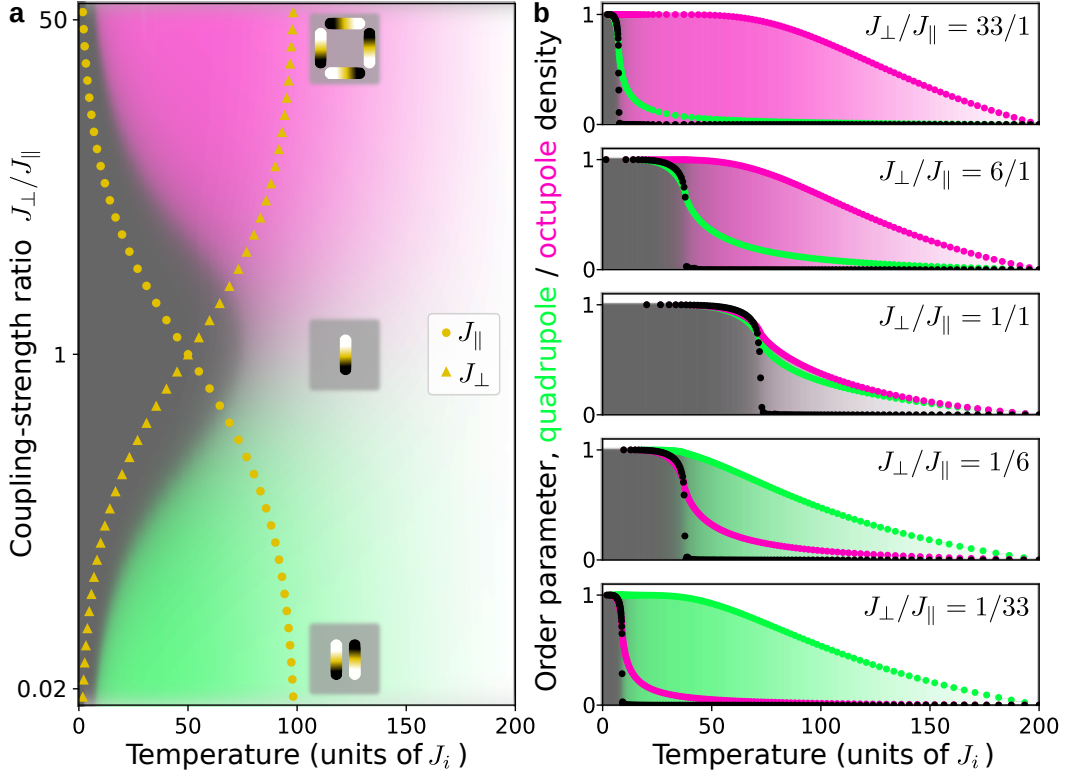 a
Coupling-strength ratio J⊥/J∥
50
1
0.02
J∥
J⊥
0
50
100
150
200
Temperature (units of Jᵢ)
b
Order parameter, quadrupole / octupole density
1
0
J⊥/J∥ = 33/1
1
0
J⊥/J∥ = 6/1
1
0
J⊥/J∥ = 1/1
1
0
J⊥/J∥ = 1/6
1
0
J⊥/J∥ = 1/33
0
50
100
150
200
Temperature (units of Jᵢ)